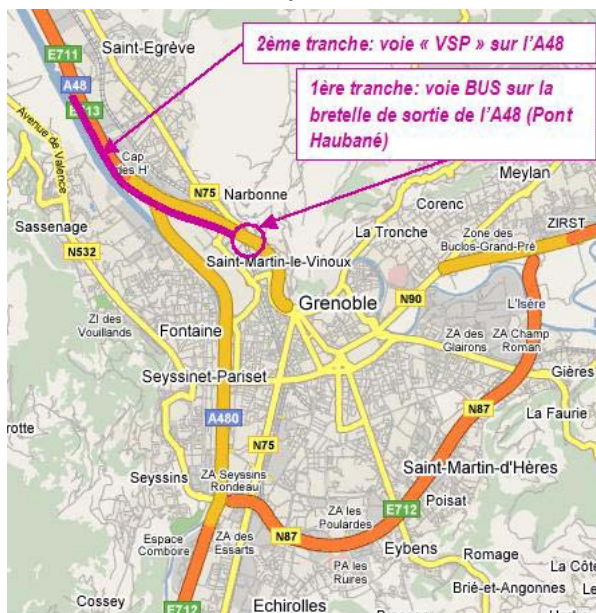 2ème tranche: voie « VSP » sur l'A48
1ère tranche: voie BUS sur la
bretelle de sortie de l'A48 (Pont
Haubané)
E711
Saint-Egrève
A48
E713
Avenue de Valence
Cap
des H'
N75
Narbonne
Meylan
Corenc
Sassenage
La Tronche
Zone des
Buclos-Grand-Pré
ZIRST
N532
Saint-Martin-le-Vinoux
Grenoble
N90
L'Isère
ZI des
Vouillands
Fontaine
ZA des
Glairons
ZA Champ
Roman
Seyssinet-Pariset
Gières
N87
La Faurie
rotte
A480
N75
Saint-Martin-d'Hères
Seyssins
ZA Seyssins
Rondeau
Poisat
E712
ZA les
Poulardes
Espace
Comboire
ZA des
Essarts
N87
Eybens
Romage
PA les
Ruires
La Côte
Brié-et-Angonnes
Cossey
E712
Echirolles